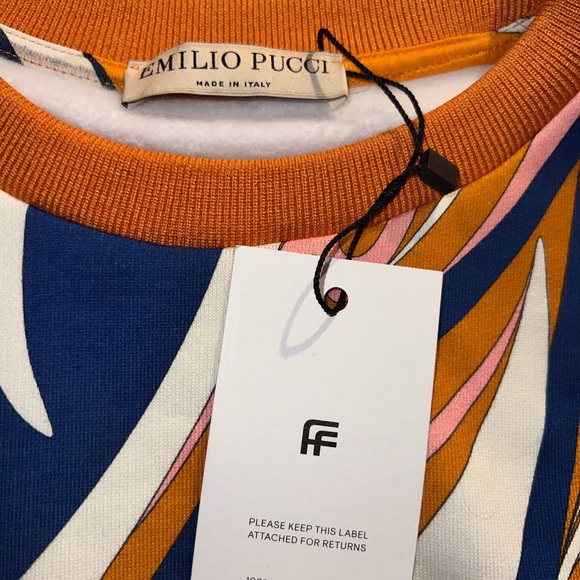 EMILIO PUCCI
MADE IN ITALY
FF
PLEASE KEEP THIS LABEL
ATTACHED FOR RETURNS